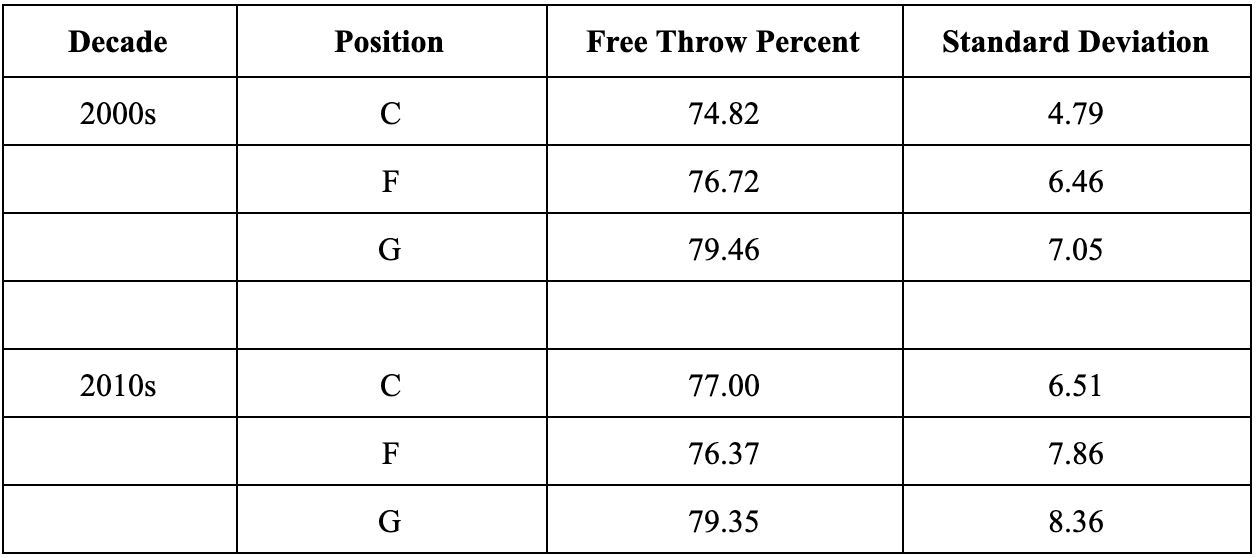 Decade Position Free Throw Percent Standard Deviation
2000s C 74.82 4.79
F 76.72 6.46
G 79.46 7.05
2010s C 77.00 6.51
F 76.37 7.86
G 79.35 8.36